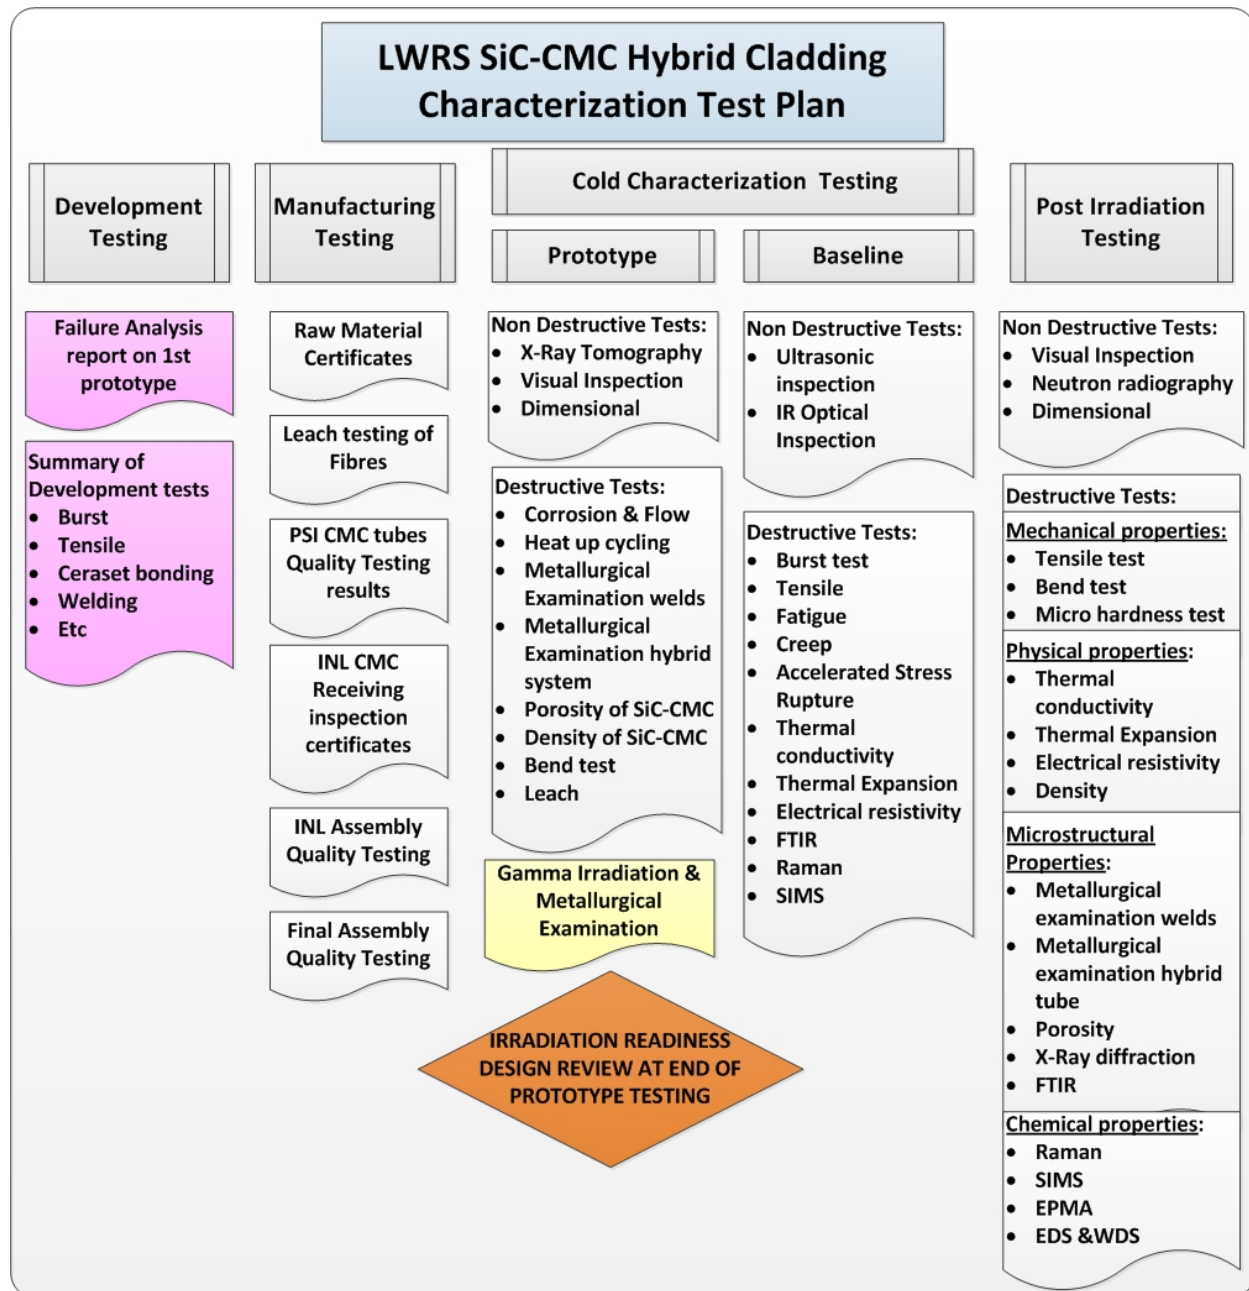 LWRS SiC-CMC Hybrid Cladding
Characterization Test Plan
Development
Testing
Failure Analysis
report on 1st
prototype
Summary of
Development tests
• Burst
• Tensile
• Ceraset bonding
• Welding
• Etc
Manufacturing
Testing
Raw Material
Certificates
Leach testing of
Fibres
PSI CMC tubes
Quality Testing
results
INL CMC
Receiving
inspection
certificates
INL Assembly
Quality Testing
Final Assembly
Quality Testing
Cold Characterization Testing
Prototype
Non Destructive Tests:
• X-Ray Tomography
• Visual Inspection
• Dimensional
Destructive Tests:
• Corrosion & Flow
• Heat up cycling
• Metallurgical
Examination welds
• Metallurgical
Examination hybrid
system
• Porosity of SiC-CMC
• Density of SiC-CMC
• Bend test
• Leach
Gamma Irradiation &
Metallurgical
Examination
IRRADIATION READINESS
DESIGN REVIEW AT END OF
PROTOTYPE TESTING
Baseline
Non Destructive Tests:
• Ultrasonic
inspection
• IR Optical
Inspection
Destructive Tests:
• Burst test
• Tensile
• Fatigue
• Creep
• Accelerated Stress
Rupture
• Thermal
conductivity
• Thermal Expansion
• Electrical resistivity
• FTIR
• Raman
• SIMS
Post Irradiation
Testing
Non Destructive Tests:
• Visual Inspection
• Neutron radiography
• Dimensional
Destructive Tests:
Mechanical properties:
• Tensile test
• Bend test
• Micro hardness test
Physical properties:
• Thermal
conductivity
• Thermal Expansion
• Electrical resistivity
• Density
Microstructural
Properties:
• Metallurgical
examination welds
• Metallurgical
examination hybrid
tube
• Porosity
• X-Ray diffraction
• FTIR
Chemical properties:
• Raman
• SIMS
• EPMA
• EDS &WDS